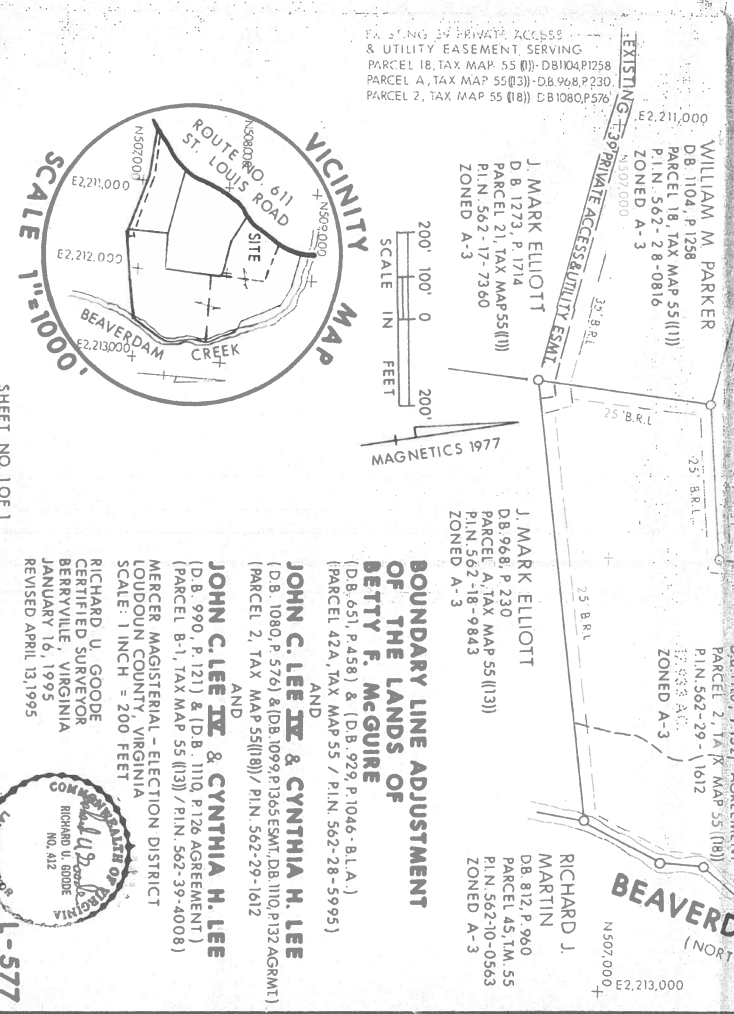 & UTILITY EASEMENT, SERVING
PARCEL 18, TAX MAP 55 ((1))-DB1104,P1258
PARCEL A, TAX MAP 55((13))-D.B.968,P.230
PARCEL 2, TAX MAP 55 ((18)) DB1080,P576
EXISTING 39' PRIVATE ACCESS & UTILITY ESMT.
E2,211,000
N507,000
WILLIAM M PARKER
D.B. 1104, P 1258
PARCEL 18, TAX MAP 55((1))
P.I.N. 562-28-0816
ZONED A-3
J. MARK ELLIOTT
D B. 1273, P. 1714
PARCEL 21, TAX MAP 55((1))
P.I.N. 562-17-7360
ZONED A-3
35' B.R.L
25' B.R.L
25' B.R.L.
25' B.R.L
VICINITY MAP
SCALE 1"=1000'
ROUTE NO. 611
ST. LOUIS ROAD
N507,000
N508,000
N509,000
E2,211,000
E2,212,000
E2,213,000
SITE
BEAVERDAM CREEK
200' 100' 0 200'
SCALE IN FEET
MAGNETICS 1977
J. MARK ELLIOTT
D.B.968, P. 230
PARCEL A, TAX MAP 55 ((13))
P.I.N. 562-18-9843
ZONED A-3
PARCEL 2, TAX MAP 55 ((18))
P.I.N. 562-29-1612
ZONED A-3
BOUNDARY LINE ADJUSTMENT
OF THE LANDS OF
BETTY F. McGUIRE
(D.B. 651, P.458) & (D.B. 929, P.1046-B.L.A.)
(PARCEL 42A, TAX MAP 55 / P.I.N. 562-28-5995)
AND
JOHN C. LEE IV & CYNTHIA H. LEE
(D.B. 1080, P. 576) & (DB.1099,P.1365 ESMT, DB.1110,P.132 AGRMT)
(PARCEL 2, TAX MAP 55((18))/ P.I.N. 562-29-1612
AND
JOHN C. LEE IV & CYNTHIA H. LEE
(D.B. 990, P.121) & (D.B. 1110, P.126 AGREEMENT)
(PARCEL B-1, TAX MAP 55 ((13)) / P.I.N. 562-39-4008)
MERCER MAGISTERIAL-ELECTION DISTRICT
LOUDOUN COUNTY, VIRGINIA
SCALE: 1 INCH = 200 FEET
RICHARD U. GOODE
CERTIFIED SURVEYOR
BERRYVILLE, VIRGINIA
JANUARY 16, 1995
REVISED APRIL 13, 1995
SHEET NO. 1 OF 1
COMMONWEALTH OF VIRGINIA
RICHARD U. GOODE
NO. 412
L-577
RICHARD J.
MARTIN
DB. 812, P. 960
PARCEL 45, T.M. 55
P.I.N. 562-10-0563
ZONED A-3
BEAVERD
(NORT
N507,000
E2,213,000